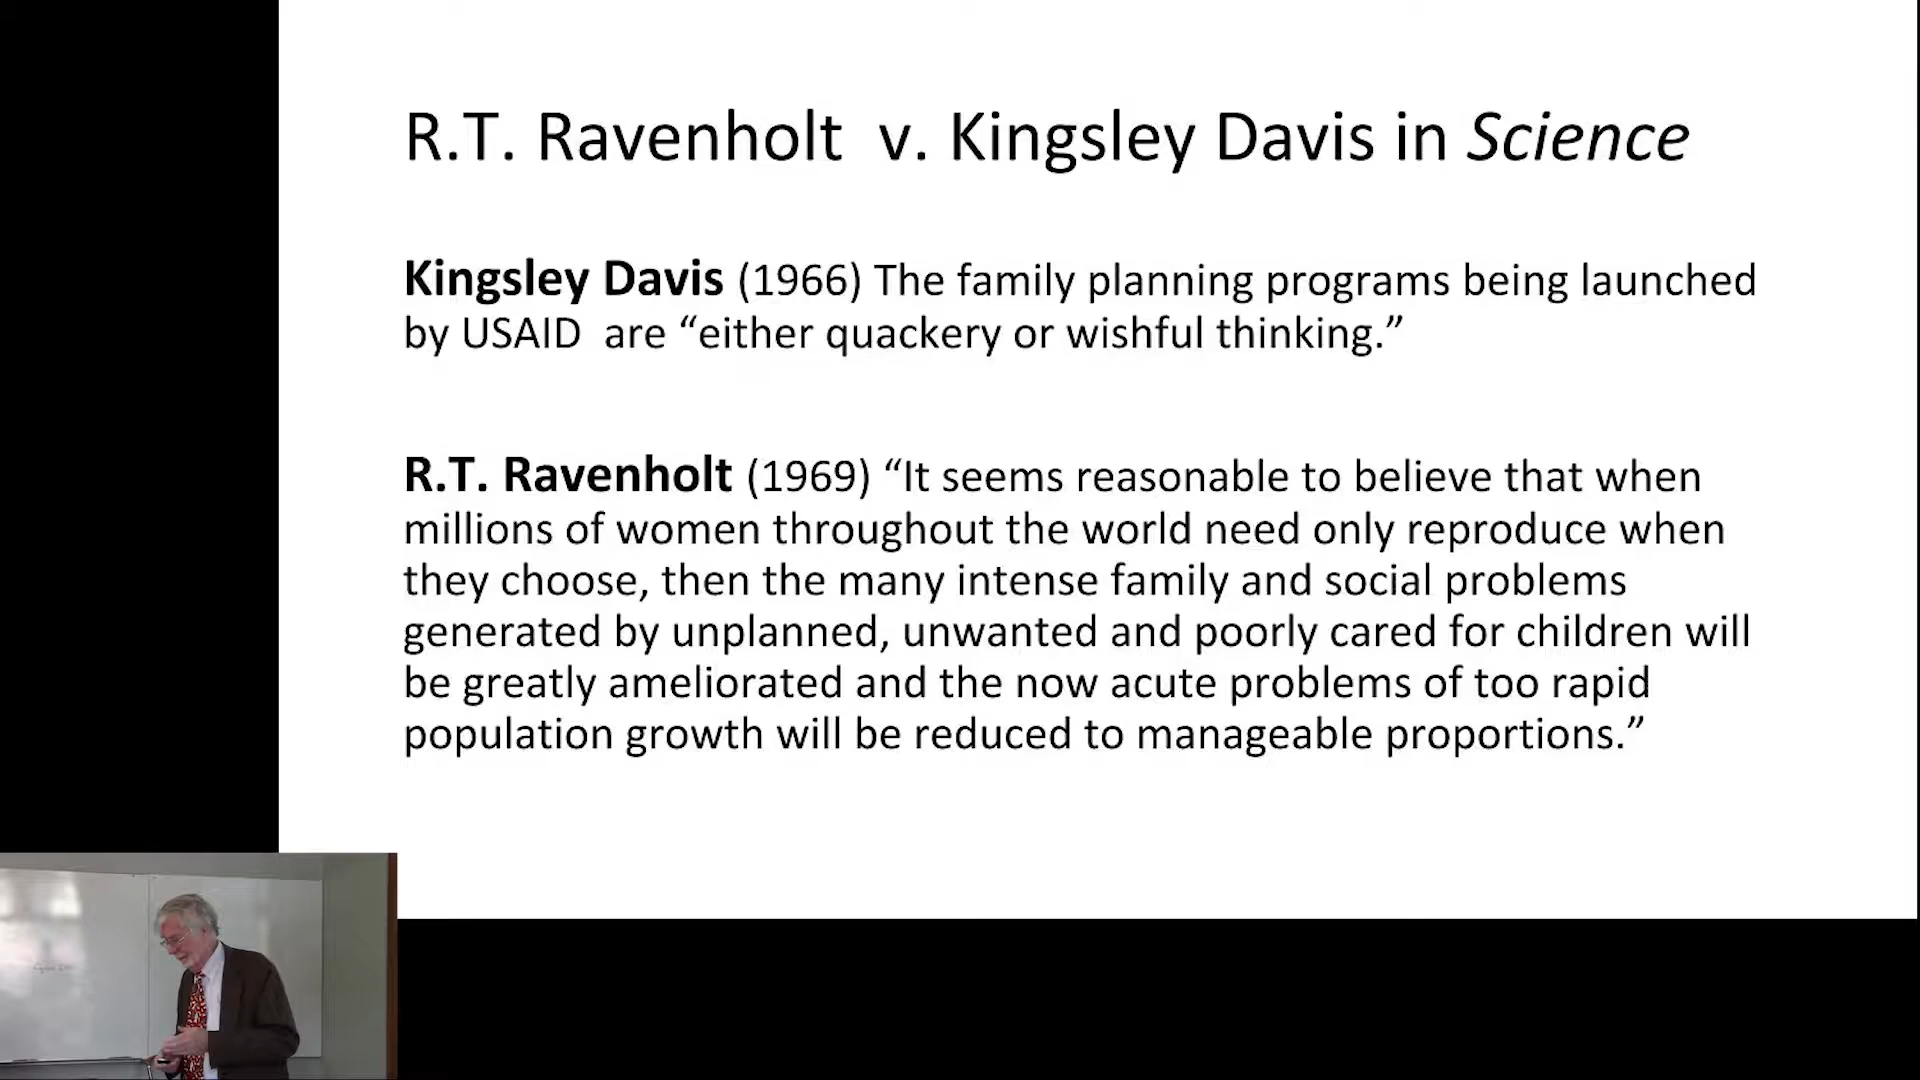 R.T. Ravenholt v. Kingsley Davis in Science
Kingsley Davis (1966) The family planning programs being launched
by USAID are “either quackery or wishful thinking.”
R.T. Ravenholt (1969) “It seems reasonable to believe that when
millions of women throughout the world need only reproduce when
they choose, then the many intense family and social problems
generated by unplanned, unwanted and poorly cared for children will
be greatly ameliorated and the now acute problems of too rapid
population growth will be reduced to manageable proportions.”